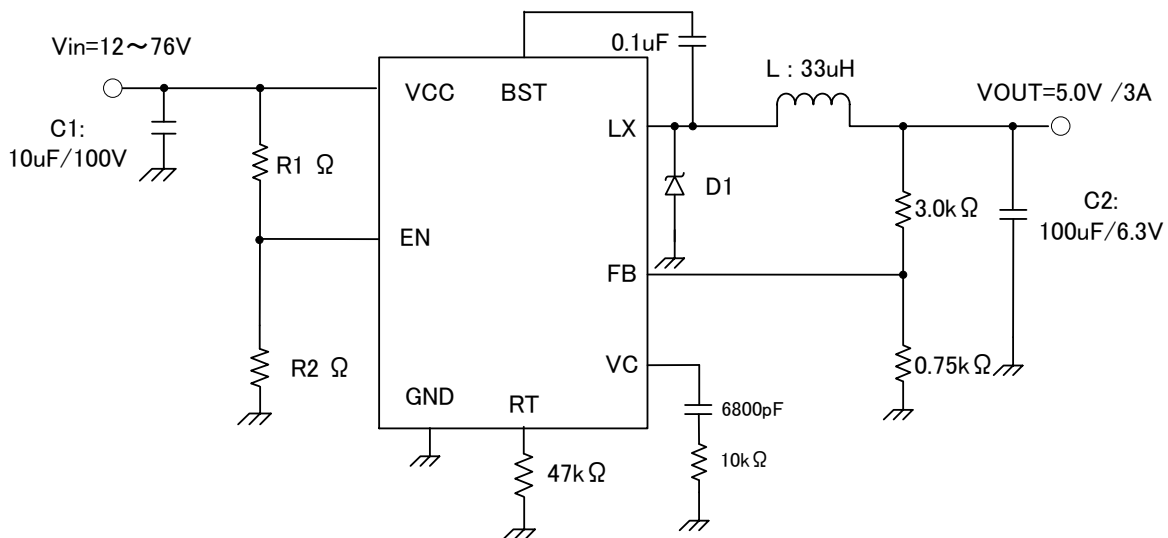 Vin=12～76V
C1:
10uF/100V
R1 Ω
R2 Ω
VCC
BST
LX
EN
FB
VC
GND
RT
0.1uF
L : 33uH
VOUT=5.0V /3A
D1
3.0kΩ
C2:
100uF/6.3V
0.75kΩ
6800pF
10kΩ
47kΩ